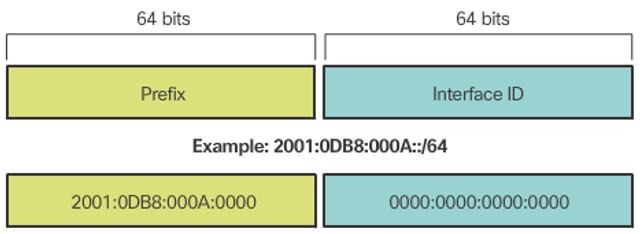 64 bits 64 bits
Prefix Interface ID
Example: 2001:0DB8:000A::/64
2001:0DB8:000A:0000 0000:0000:0000:0000